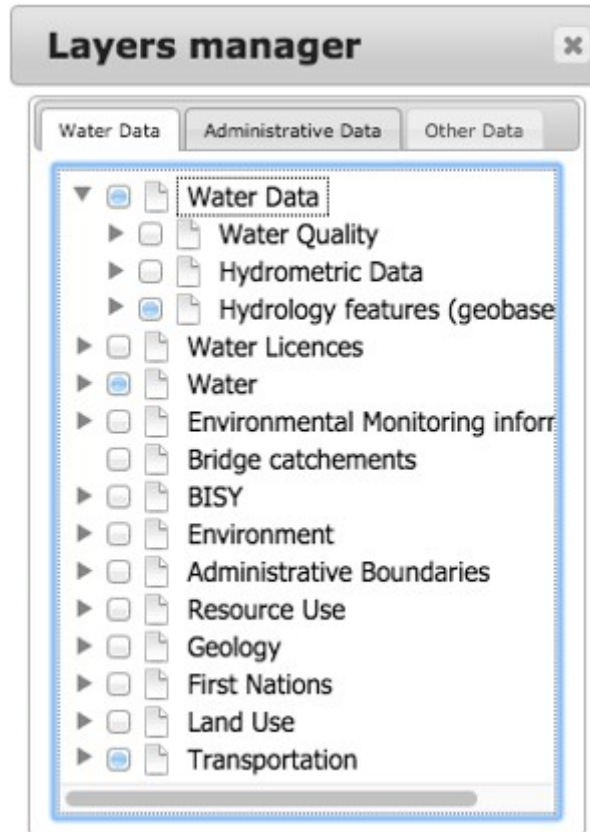 Layers manager
Water Data Administrative Data Other Data
Water Data
Water Quality
Hydrometric Data
Hydrology features (geobase
Water Licences
Water
Environmental Monitoring inforr
Bridge catchements
BISY
Environment
Administrative Boundaries
Resource Use
Geology
First Nations
Land Use
Transportation